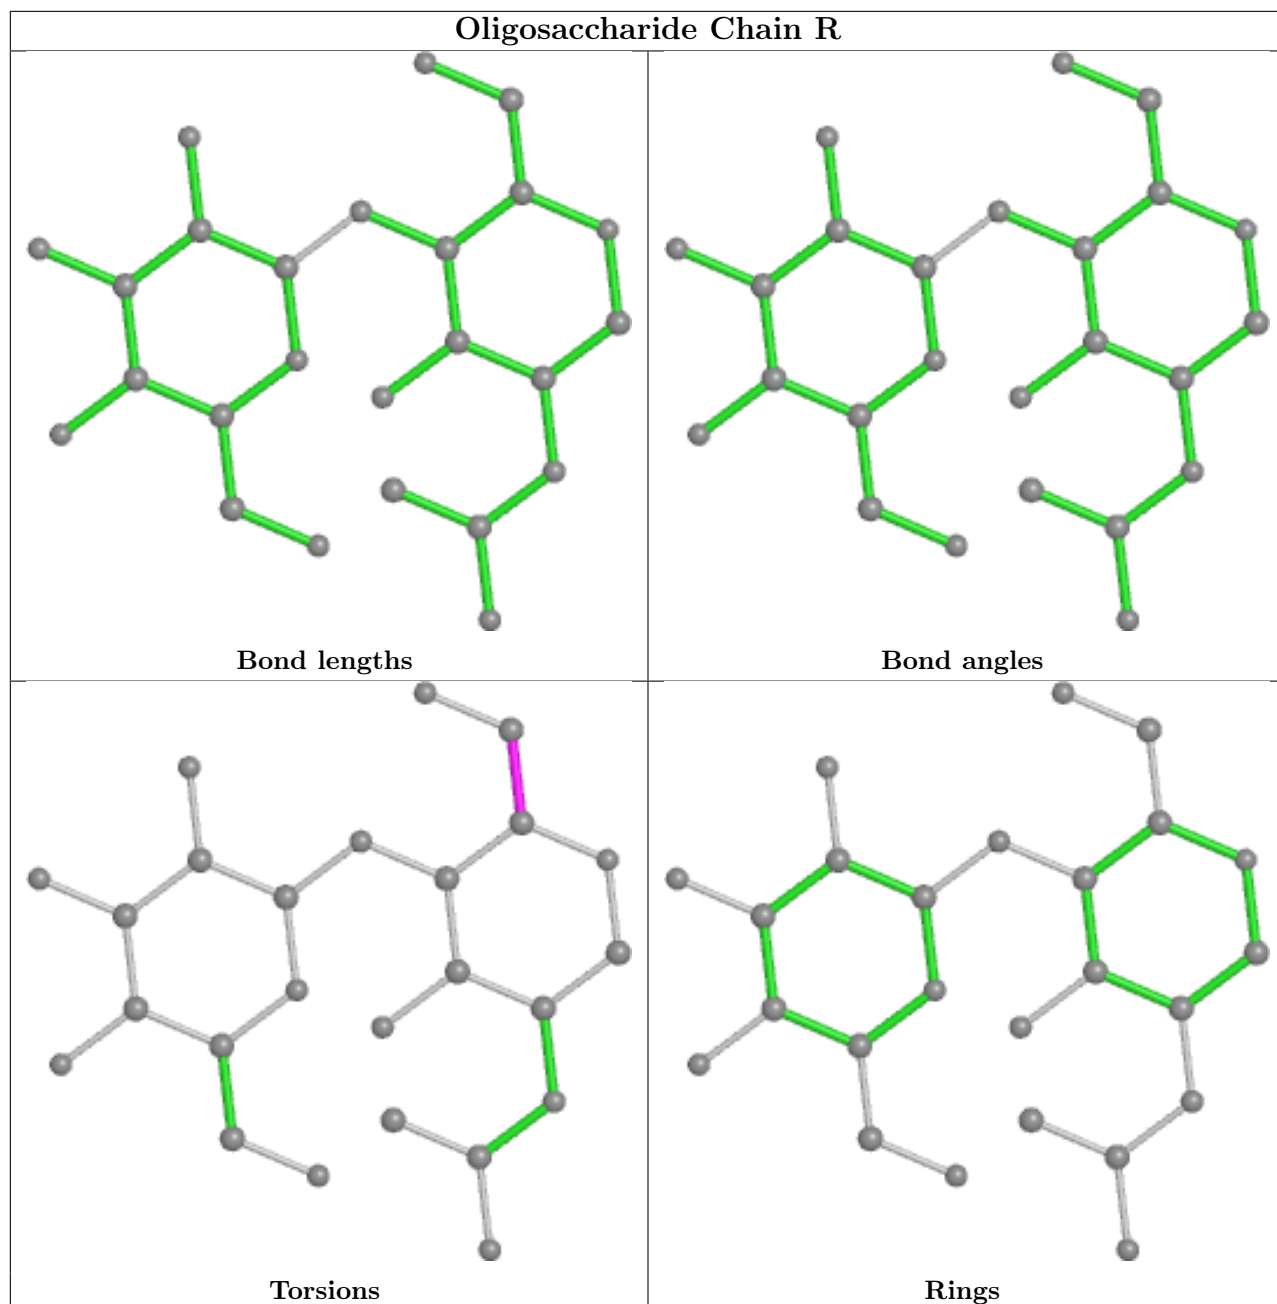 Oligosaccharide Chain R
Bond lengths
Bond angles
Torsions
Rings